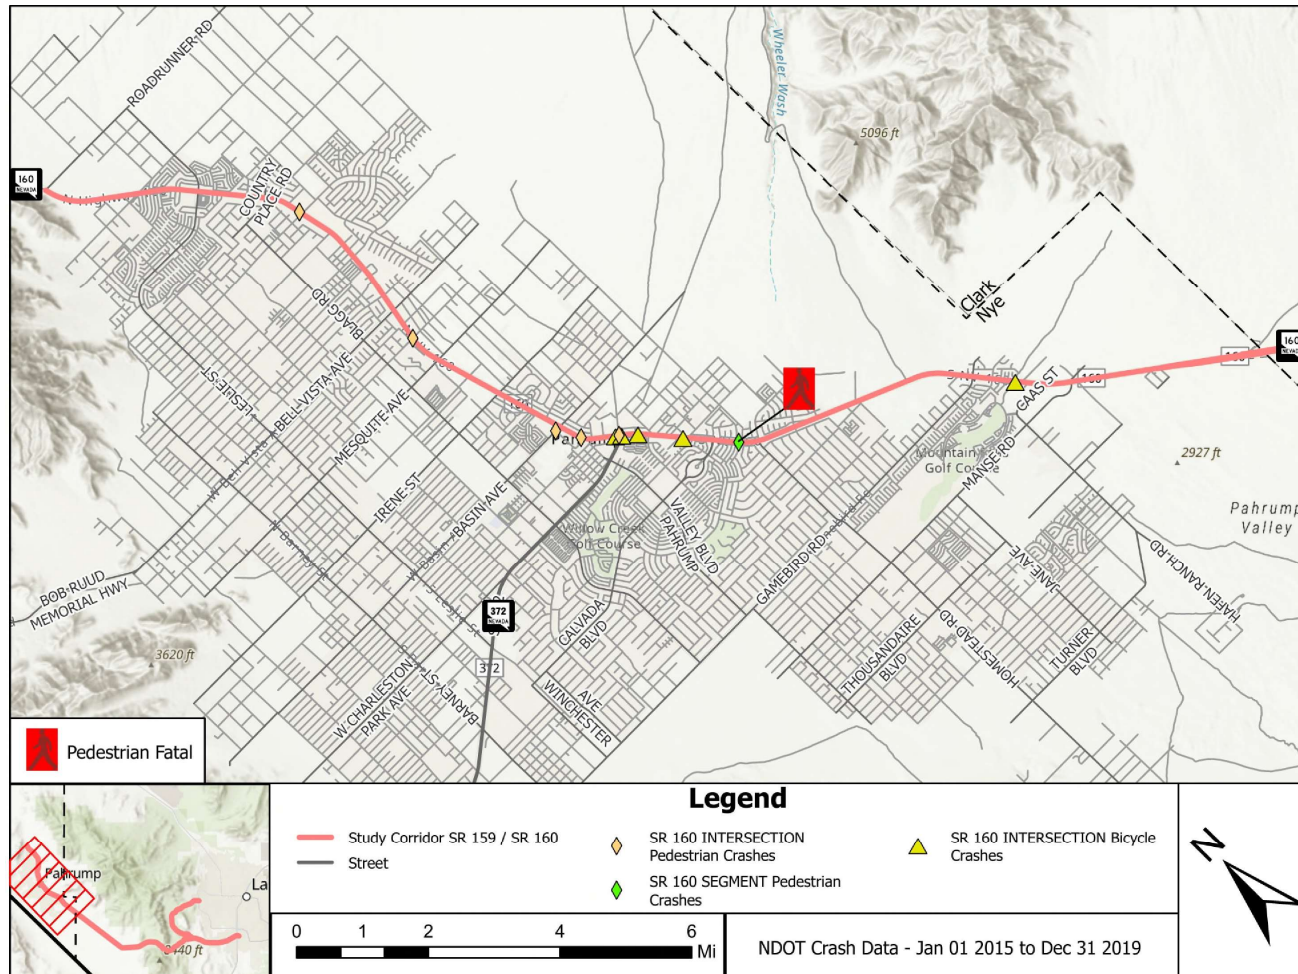 ROADRUNNER RD
Wheeler Wash
5096 ft
160
NEVADA
COUNTRY
PLACE RD
Clark
Nye
160
NEVADA
160
BLAGG RD
LESLIE ST
BELL VISTA AVE
W Bell Vista A
MESQUITE AVE
CAAS ST
160
MANSE RD
Golf Course
2927 ft
Pahrump
Valley
IRENE ST
BASIN AVE
Willow Creek
Golf Course
VALLEY BLVD
PAHRUMP
GAMEBIRD RD
N Barney St
BOB RUUD
MEMORIAL HWY
JANE AVE
HAFEN RANCH RD
372
NEVADA
CALVADA
BLVD
3620 ft
372
HOMESTEAD RD
THOUSANDAIRE
BLVD
TURNER
BLVD
W CHARLESTON
PARK AVE
BARNEY ST
AVE
WINCHESTER
Pedestrian Fatal
Pahrump
La
Legend
Study Corridor SR 159 / SR 160
Street
SR 160 INTERSECTION
Pedestrian Crashes
SR 160 SEGMENT Pedestrian
Crashes
SR 160 INTERSECTION Bicycle
Crashes
N
0 1 2 4 6
Mi
NDOT Crash Data - Jan 01 2015 to Dec 31 2019